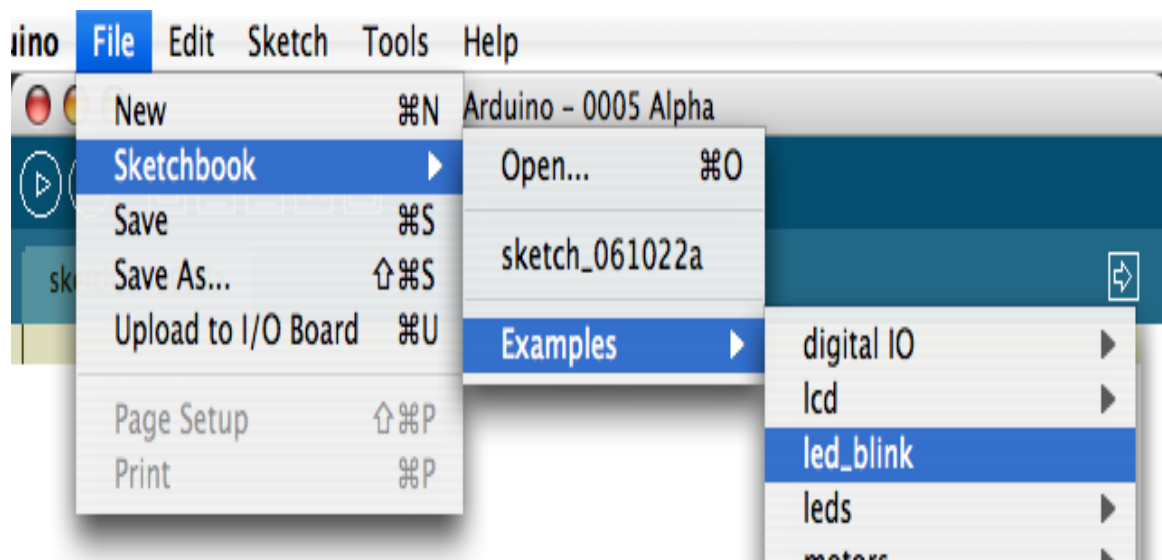 File Edit Sketch Tools Help
Arduino – 0005 Alpha
New ⌘N
Sketchbook
Save ⌘S
Save As... ⇧⌘S
Upload to I/O Board ⌘U
Page Setup ⇧⌘P
Print ⌘P
Open... ⌘O
sketch_061022a
Examples
digital IO
lcd
led_blink
leds